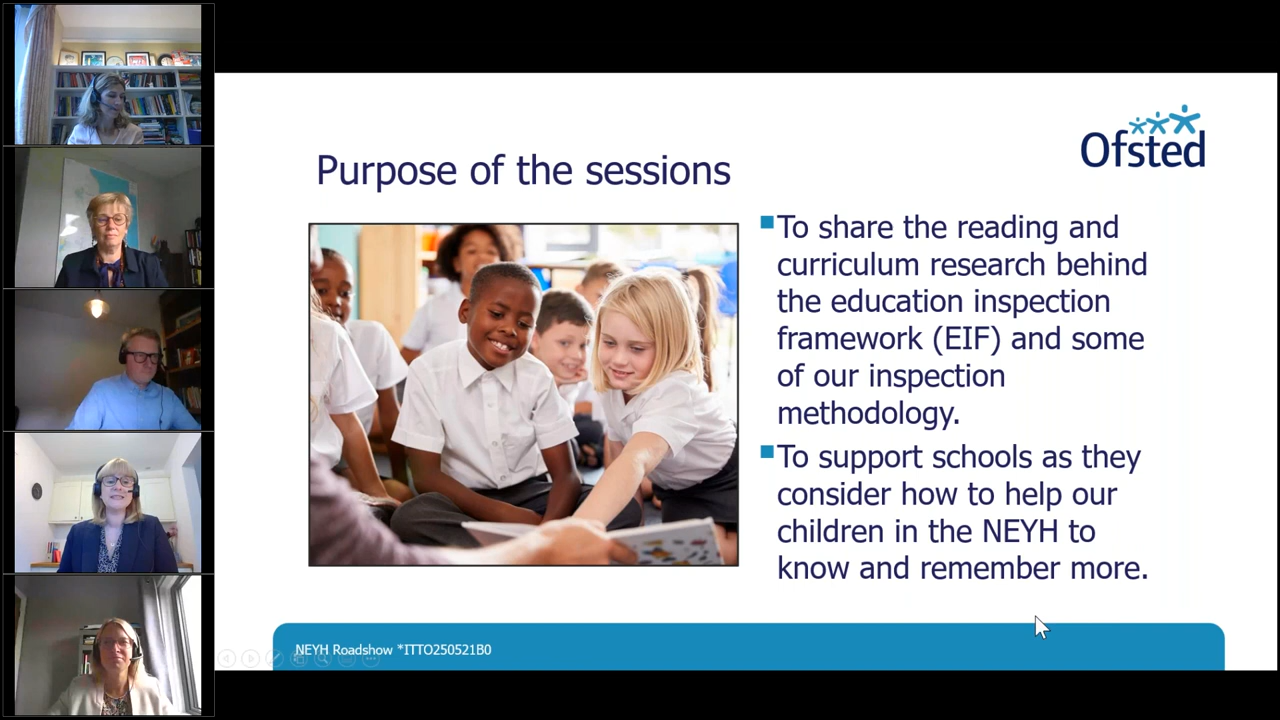 Ofsted
Purpose of the sessions
To share the reading and
curriculum research behind
the education inspection
framework (EIF) and some
of our inspection
methodology.
To support schools as they
consider how to help our
children in the NEYH to
know and remember more.
NEYH Roadshow *ITTO250521B0